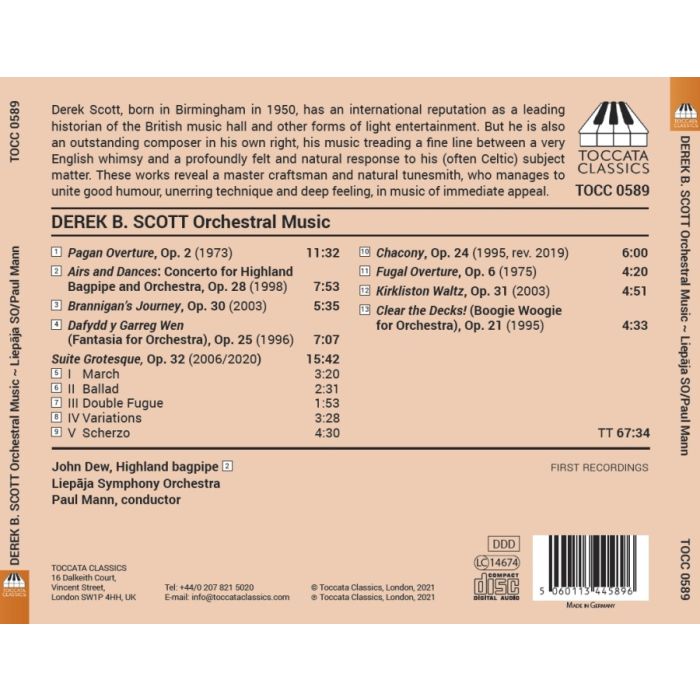 TOCC 0589
DEREK B. SCOTT Orchestral Music ~ Liepāja SO/Paul Mann
TOCCATA
CLASSICS
Derek Scott, born in Birmingham in 1950, has an international reputation as a leading
historian of the British music hall and other forms of light entertainment. But he is also
an outstanding composer in his own right, his music treading a fine line between a very
English whimsy and a profoundly felt and natural response to his (often Celtic) subject
matter. These works reveal a master craftsman and natural tunesmith, who manages to
unite good humour, unerring technique and deep feeling, in music of immediate appeal.
TOCCATA
CLASSICS
TOCC 0589
DEREK B. SCOTT Orchestral Music
1 Pagan Overture, Op. 2 (1973) 11:32
2 Airs and Dances: Concerto for Highland
Bagpipe and Orchestra, Op. 28 (1998) 7:53
3 Brannigan's Journey, Op. 30 (2003) 5:35
4 Dafydd y Garreg Wen
(Fantasia for Orchestra), Op. 25 (1996) 7:07
Suite Grotesque, Op. 32 (2006/2020) 15:42
5 I March 3:20
6 II Ballad 2:31
7 III Double Fugue 1:53
8 IV Variations 3:28
9 V Scherzo 4:30
10 Chacony, Op. 24 (1995, rev. 2019) 6:00
11 Fugal Overture, Op. 6 (1975) 4:20
12 Kirkliston Waltz, Op. 31 (2003) 4:51
13 Clear the Decks! (Boogie Woogie
for Orchestra), Op. 21 (1995) 4:33
TT 67:34
John Dew, Highland bagpipe 2
Liepāja Symphony Orchestra
Paul Mann, conductor
FIRST RECORDINGS
TOCCATA CLASSICS
16 Dalkeith Court,
Vincent Street,
London SW1P 4HH, UK
Tel: +44/0 207 821 5020
E-mail: info@toccataclassics.com
© Toccata Classics, London, 2021
℗ Toccata Classics, London, 2021
DDD
LC 14674
COMPACT
disc
DIGITAL AUDIO
5 060113 445896
MADE IN GERMANY
TOCCATA
CLASSICS
DEREK B. SCOTT Orchestral Music ~ Liepāja SO/Paul Mann
TOCC 0589